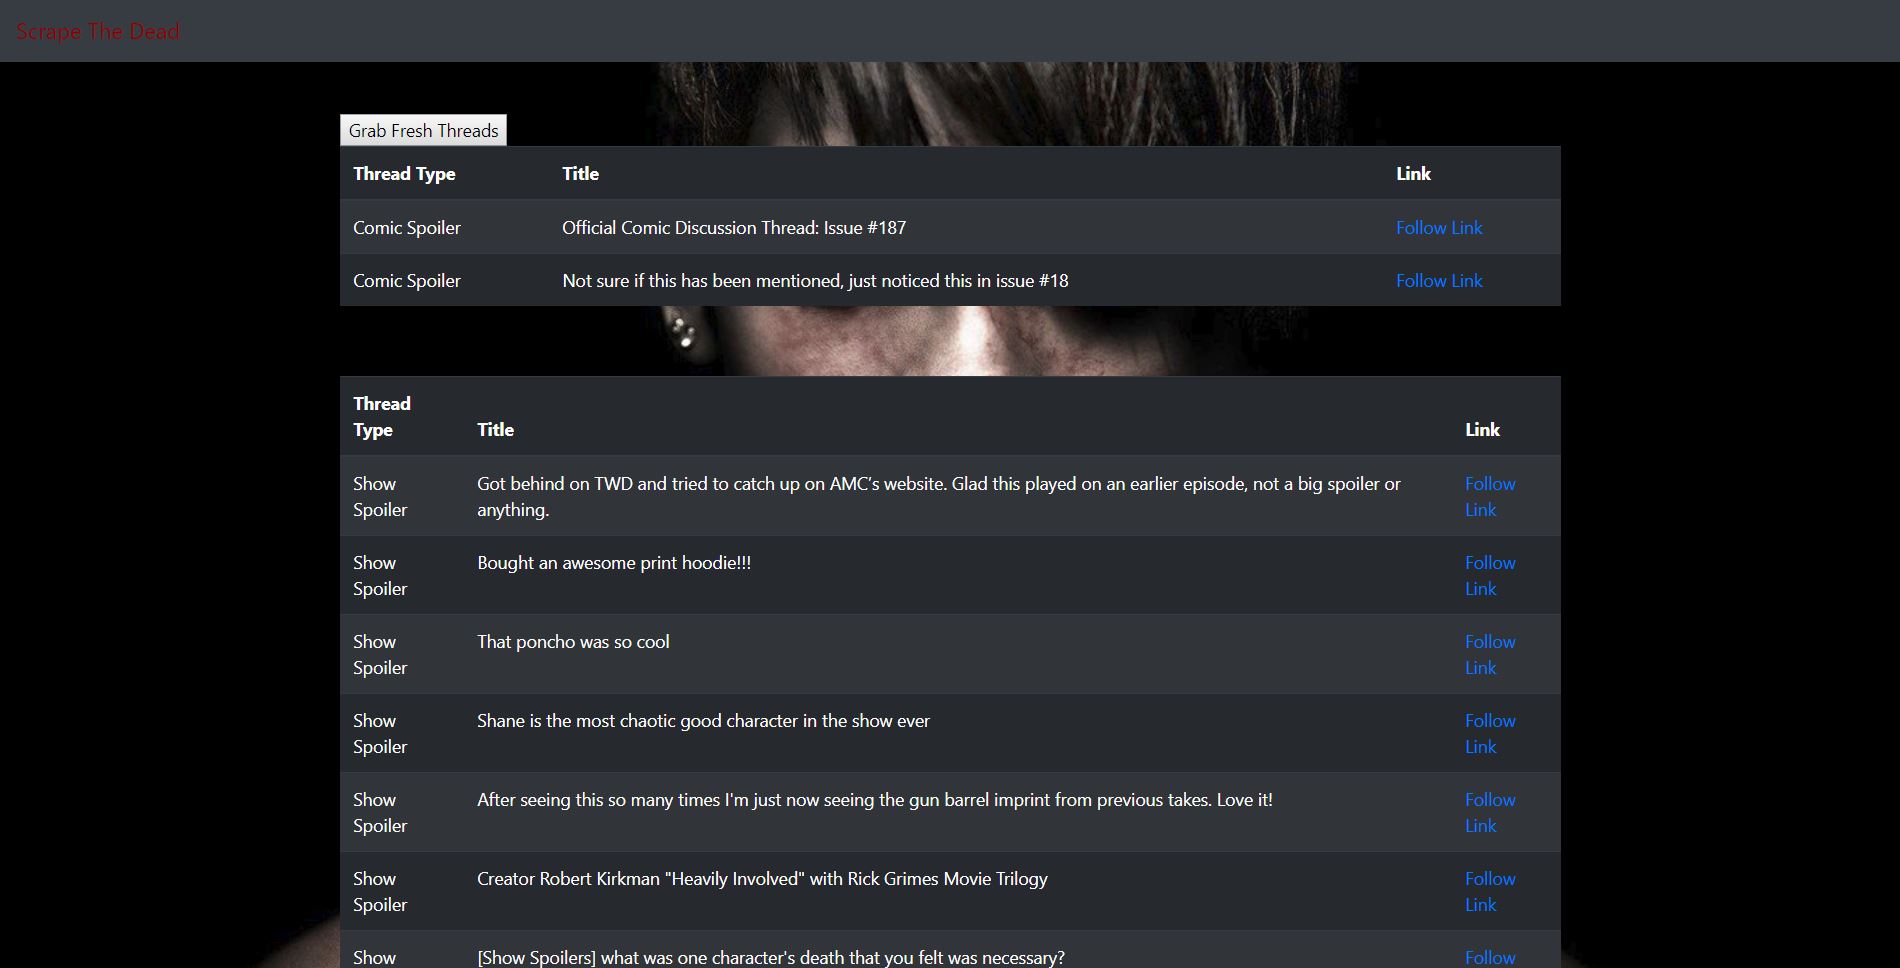 Scrape The Dead
Grab Fresh Threads
Thread Type Title Link
Comic Spoiler Official Comic Discussion Thread: Issue #187 Follow Link
Comic Spoiler Not sure if this has been mentioned, just noticed this in issue #18 Follow Link
Thread
Type Title Link
Show Got behind on TWD and tried to catch up on AMC's website. Glad this played on an earlier episode, not a big spoiler or Follow
Spoiler anything. Link
Show Bought an awesome print hoodie!!! Follow
Spoiler Link
Show That poncho was so cool Follow
Spoiler Link
Show Shane is the most chaotic good character in the show ever Follow
Spoiler Link
Show After seeing this so many times I'm just now seeing the gun barrel imprint from previous takes. Love it! Follow
Spoiler Link
Show Creator Robert Kirkman "Heavily Involved" with Rick Grimes Movie Trilogy Follow
Spoiler Link
Show [Show Spoilers] what was one character's death that you felt was necessary? Follow